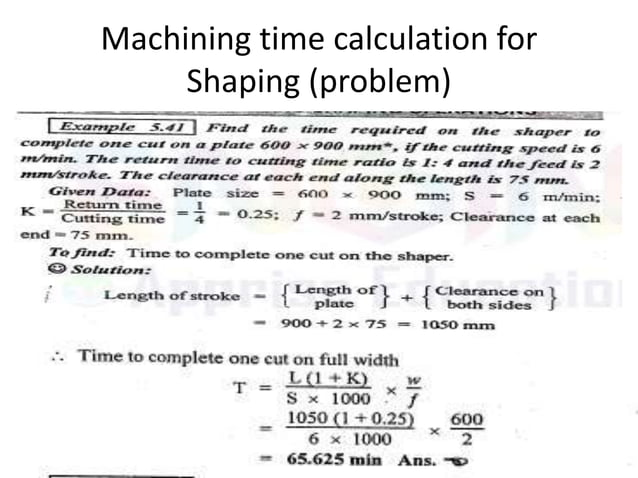 Machining time calculation for
Shaping (problem)
Example 5.41 Find the time required on the shaper to
complete one cut on a plate 600 × 900 mm², if the cutting speed is 6
m/min. The return time to cutting time ratio is 1: 4 and the feed is 2
mm/stroke. The clearance at each end along the length is 75 mm.
Given Data: Plate size = 600 × 900 mm; S = 6 m/min;
K = Return time / Cutting time = 1/4 = 0.25; f = 2 mm/stroke; Clearance at each
end = 75 mm.
To find: Time to complete one cut on the shaper.
☺ Solution:
Length of stroke = { Length of plate } + { Clearance on both sides }
= 900 + 2 × 75 = 1050 mm
∴ Time to complete one cut on full width
T = L (1 + K) / S × 1000 × w / f
= 1050 (1 + 0.25) / 6 × 1000 × 600 / 2
= 65.625 min Ans.